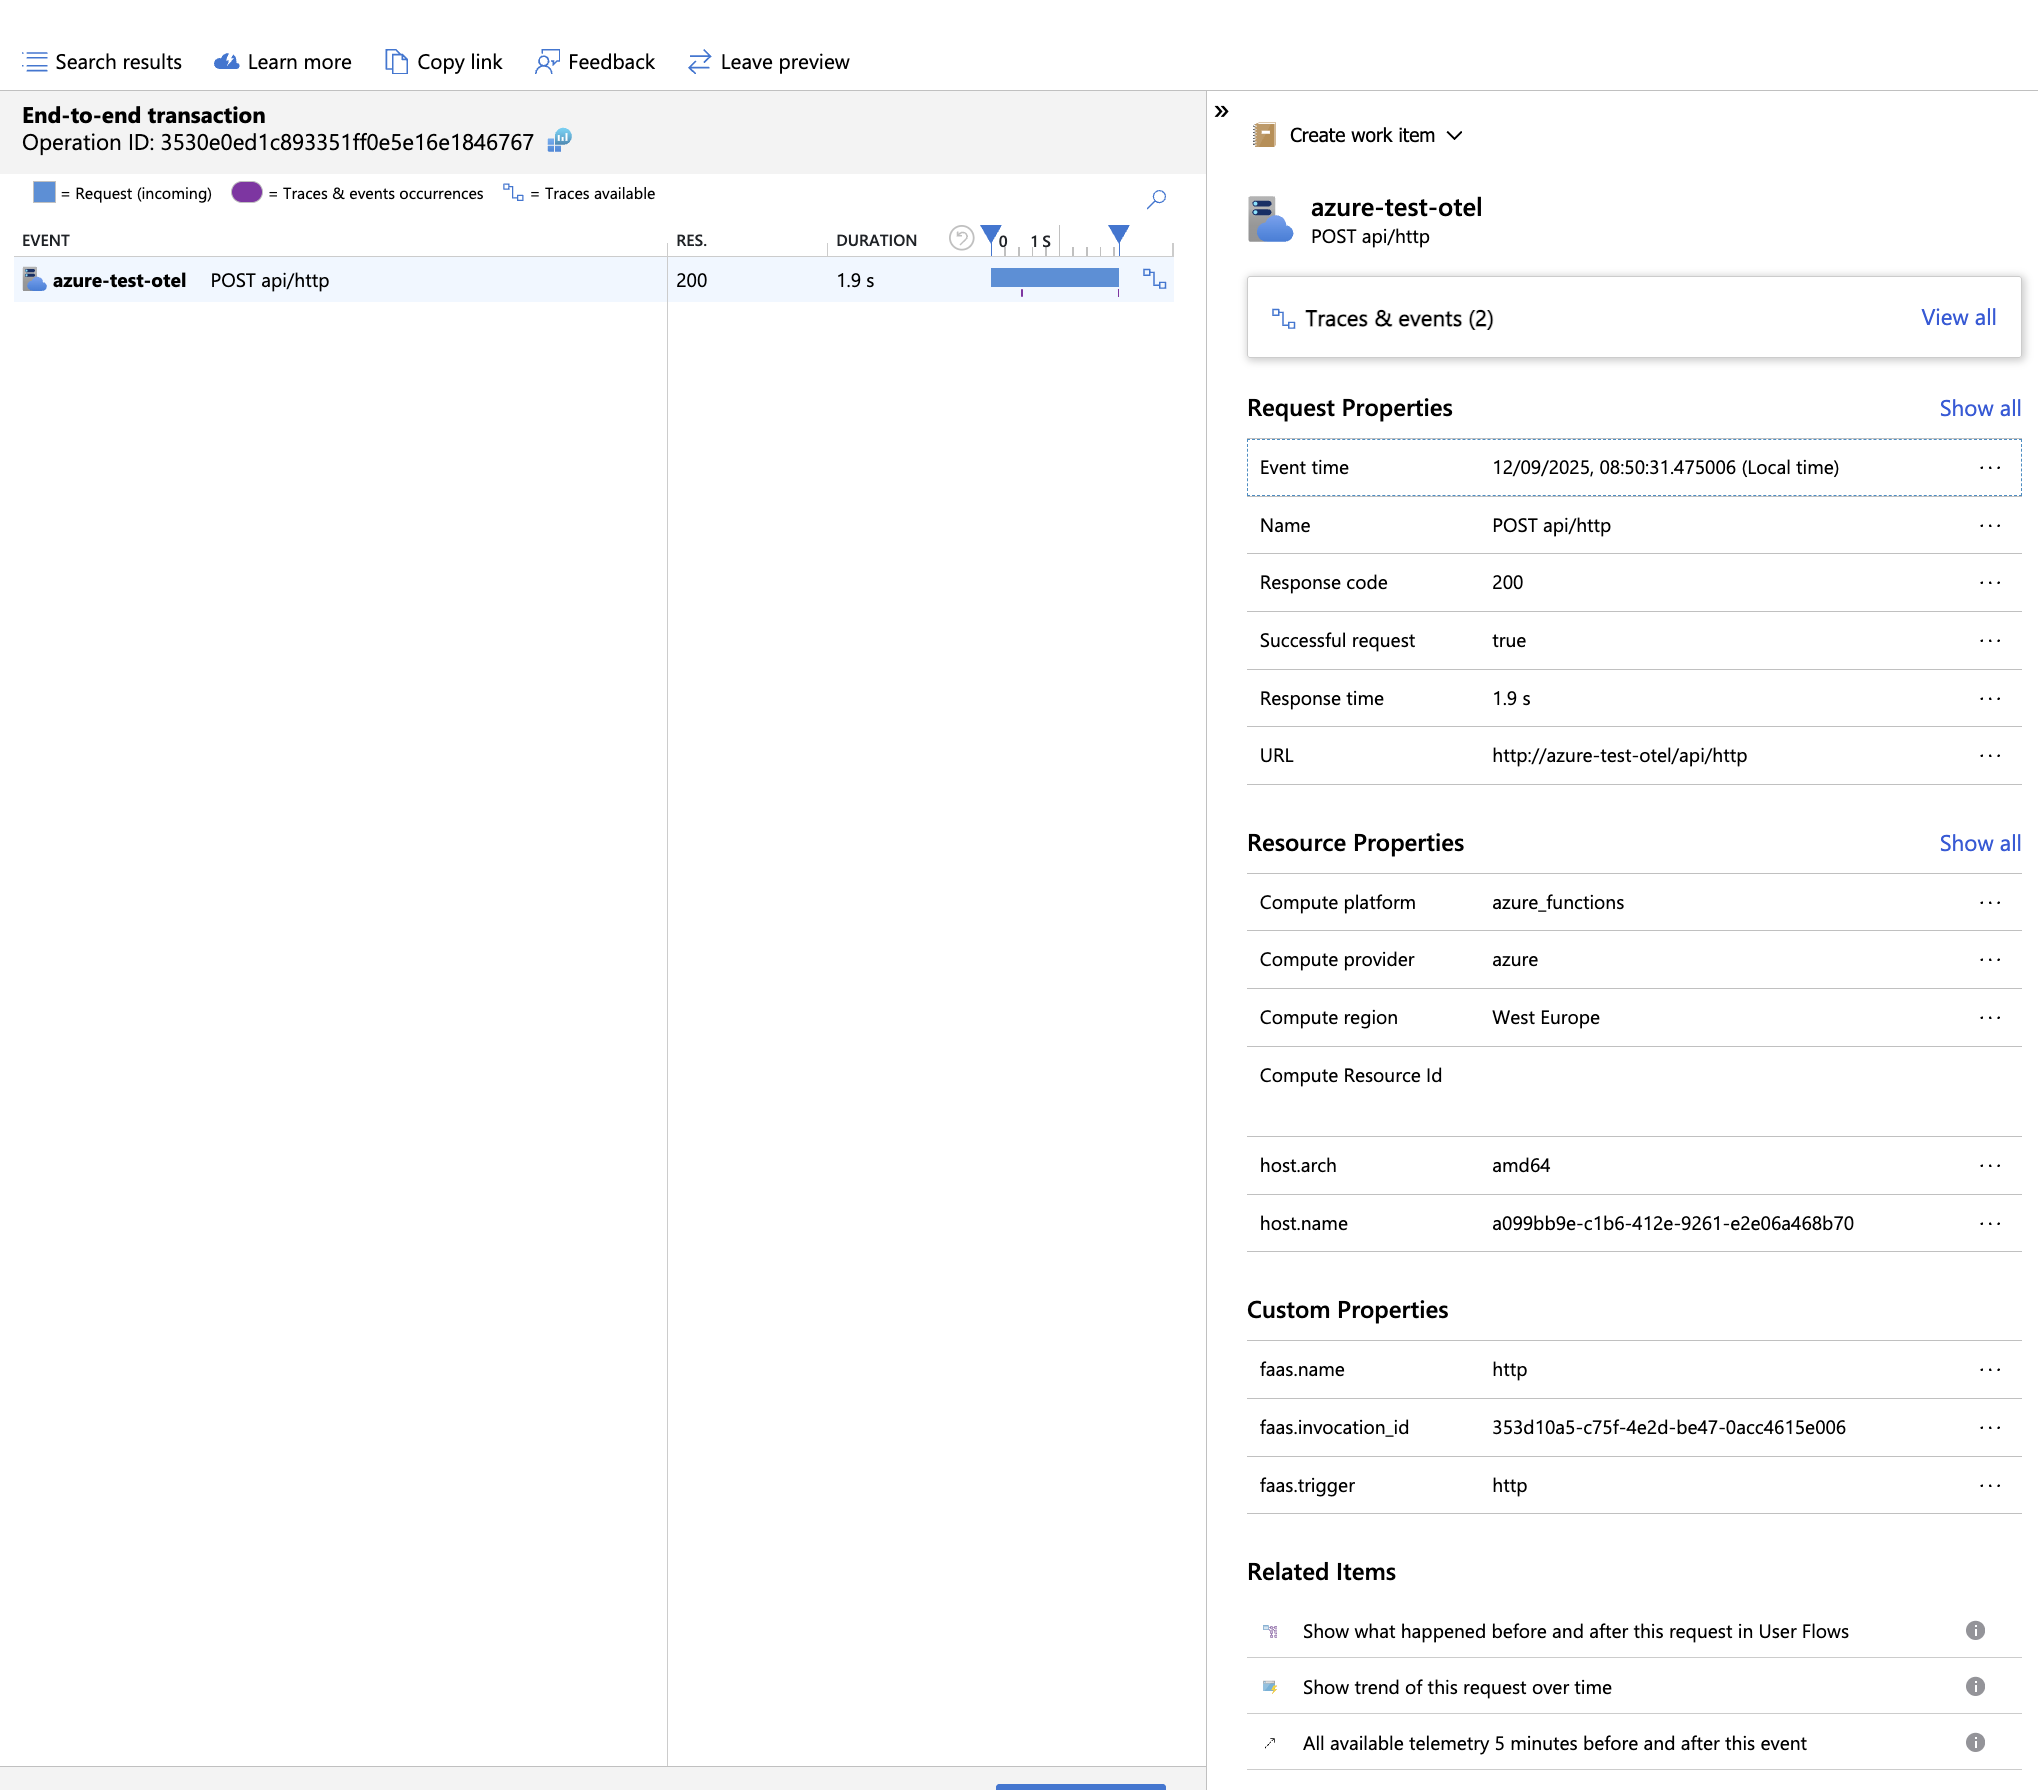 Search results Learn more Copy link Feedback Leave preview
End-to-end transaction
Operation ID: 3530e0ed1c893351ff0e5e16e1846767
= Request (incoming) = Traces & events occurrences = Traces available
EVENT RES. DURATION 0 1 S
azure-test-otel POST api/http 200 1.9 s
Create work item
azure-test-otel
POST api/http
Traces & events (2) View all
Request Properties Show all
Event time 12/09/2025, 08:50:31.475006 (Local time) ...
Name POST api/http ...
Response code 200 ...
Successful request true ...
Response time 1.9 s ...
URL http://azure-test-otel/api/http ...
Resource Properties Show all
Compute platform azure_functions ...
Compute provider azure ...
Compute region West Europe ...
Compute Resource Id
host.arch amd64 ...
host.name a099bb9e-c1b6-412e-9261-e2e06a468b70 ...
Custom Properties
faas.name http ...
faas.invocation_id 353d10a5-c75f-4e2d-be47-0acc4615e006 ...
faas.trigger http ...
Related Items
Show what happened before and after this request in User Flows
Show trend of this request over time
All available telemetry 5 minutes before and after this event